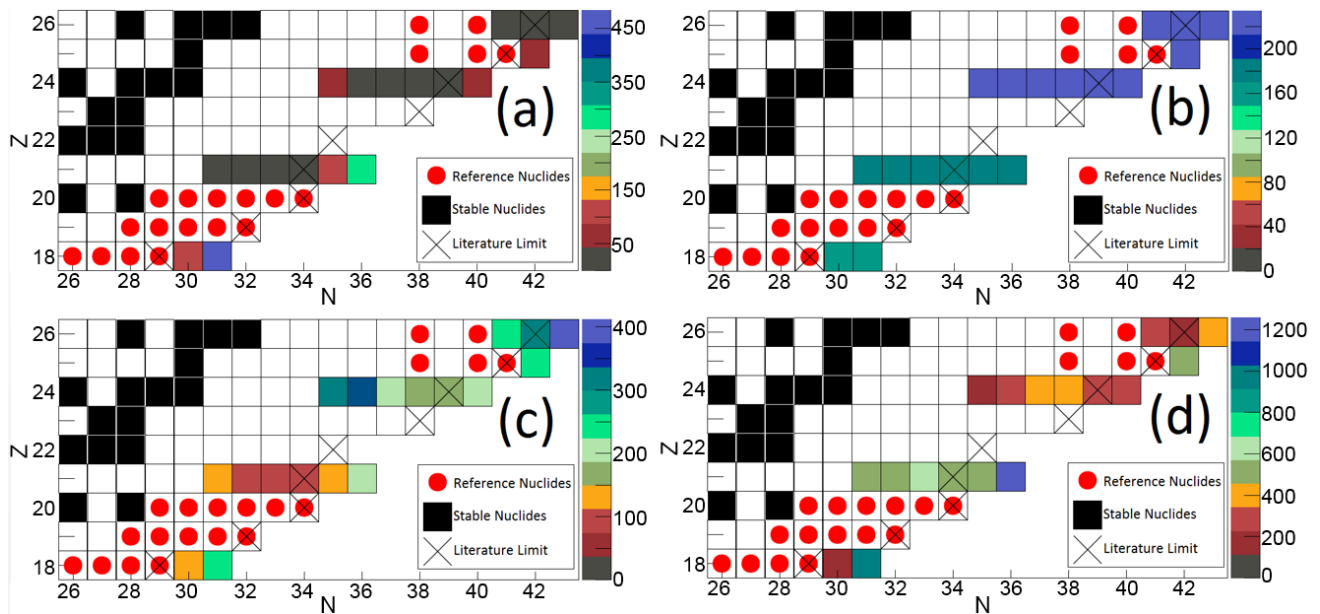 26
24
22
20
18
Z
(a)
Reference Nuclides
Stable Nuclides
Literature Limit
26 28 30 32 34 36 38 40 42
N
450
350
250
150
50
26
24
22
20
18
Z
(b)
Reference Nuclides
Stable Nuclides
Literature Limit
26 28 30 32 34 36 38 40 42
N
200
160
120
80
40
0
26
24
22
20
18
Z
(c)
Reference Nuclides
Stable Nuclides
Literature Limit
26 28 30 32 34 36 38 40 42
N
400
300
200
100
0
26
24
22
20
18
Z
(d)
Reference Nuclides
Stable Nuclides
Literature Limit
26 28 30 32 34 36 38 40 42
N
1200
1000
800
600
400
200
0